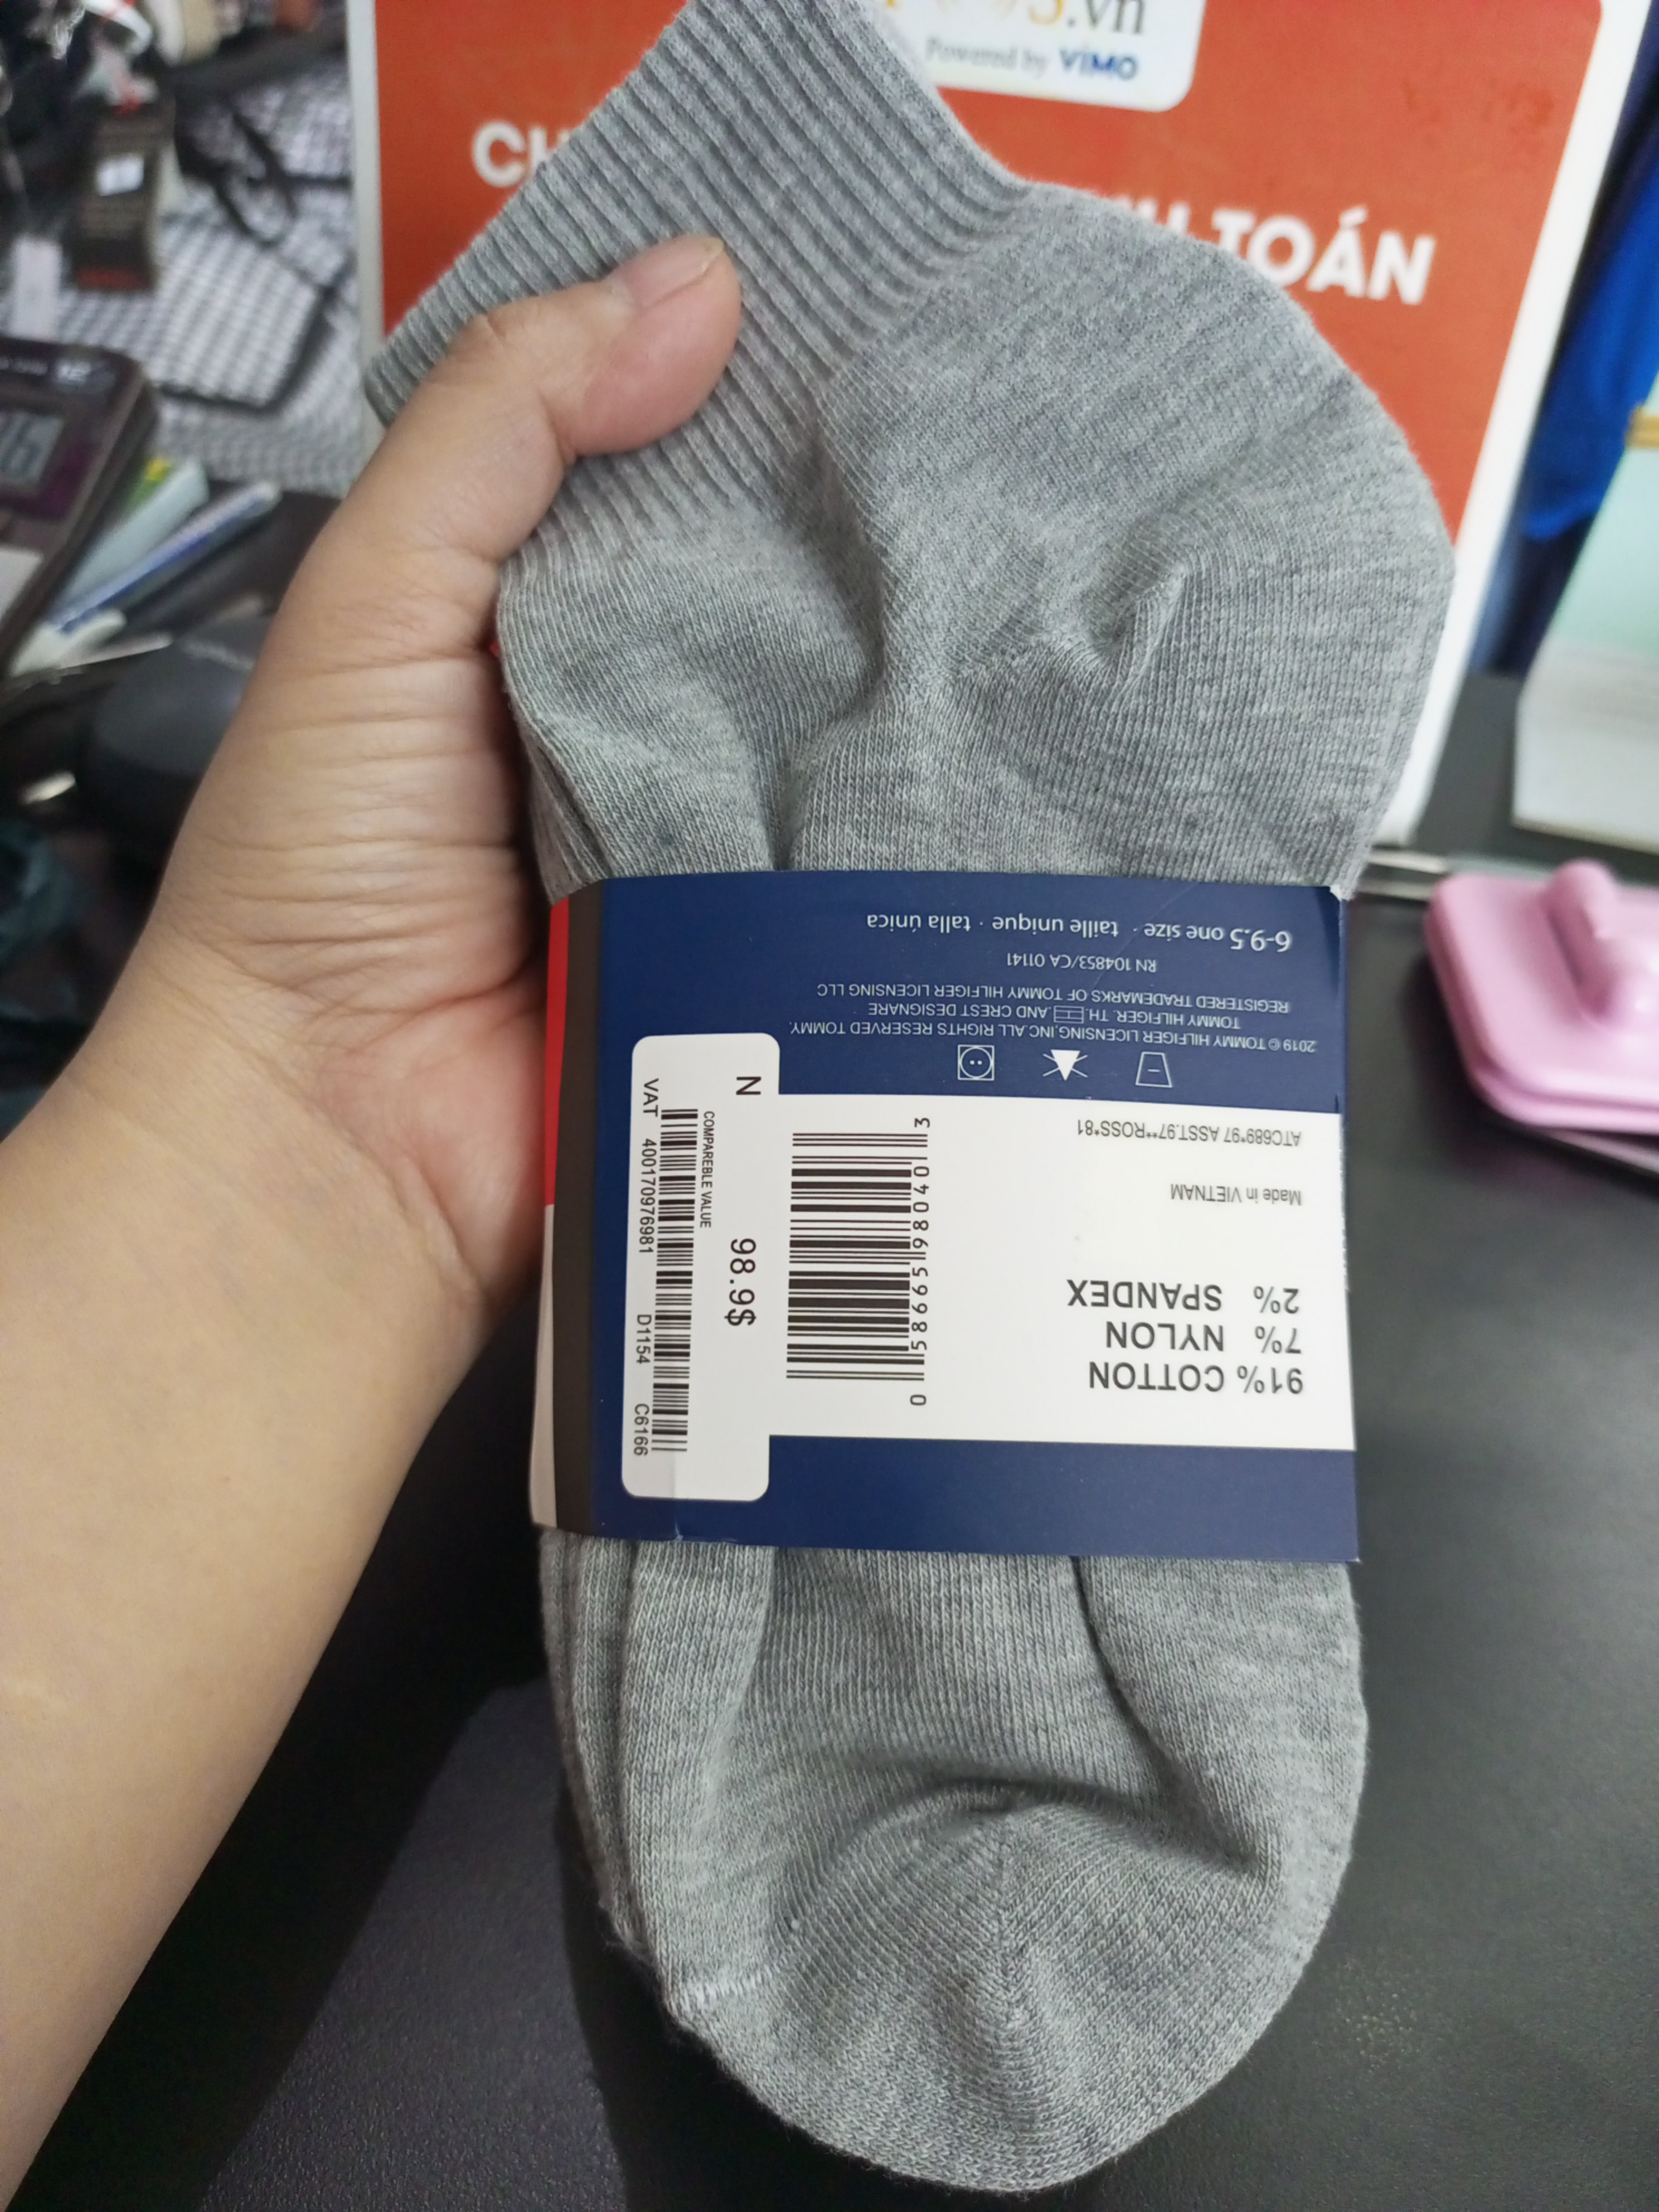 .vn
Powered by VIMO
TOÁN
6-9.5 one size · taille unique · talla única
RN 104853/CA 01141
REGISTERED TRADEMARKS OF TOMMY HILFIGER LICENSING LLC
TOMMY HILFIGER. TH. AND CREST DESIGNARE
2019 © TOMMY HILFIGER LICENSING,INC.ALL RIGHTS RESERVED TOMMY.
ATC689*97 ASST.97**ROSS*81
Made in VIETNAM
2% SPANDEX
7% NYLON
91% COTTON
0 58665 98040 3
N
98.9$
COMPAREBLE VALUE
VAT 400170976981 D1154 C6166